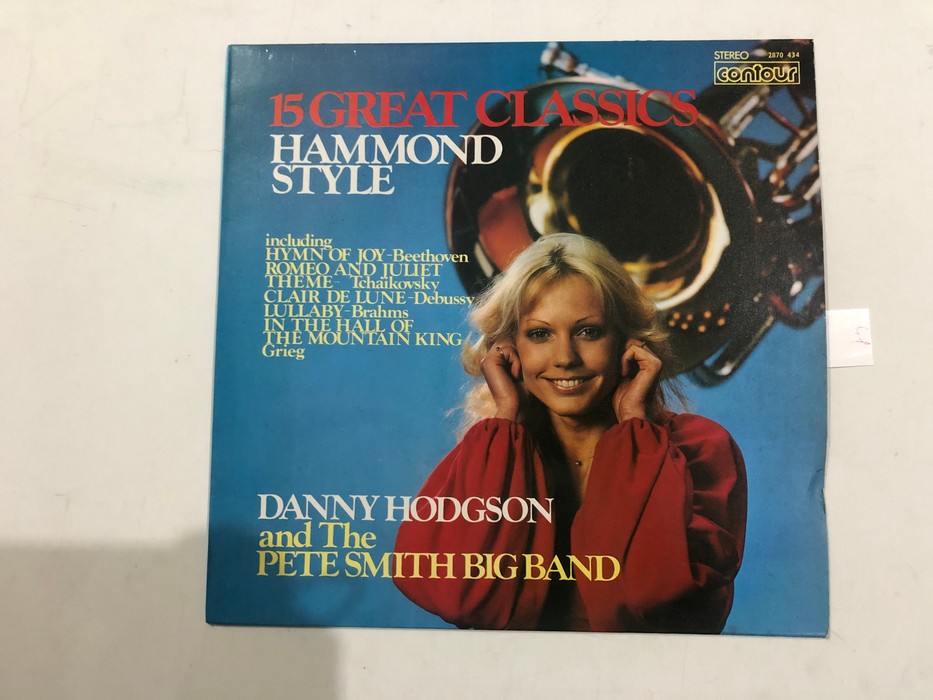 STEREO 2870 434
contour
15 GREAT CLASSICS
HAMMOND
STYLE
including
HYMN OF JOY-Beethoven
ROMEO AND JULIET
THEME- Tchaikovsky
CLAIR DE LUNE-Debussy
LULLABY-Brahms
IN THE HALL OF
THE MOUNTAIN KING
Grieg
DANNY HODGSON
and The
PETE SMITH BIG BAND